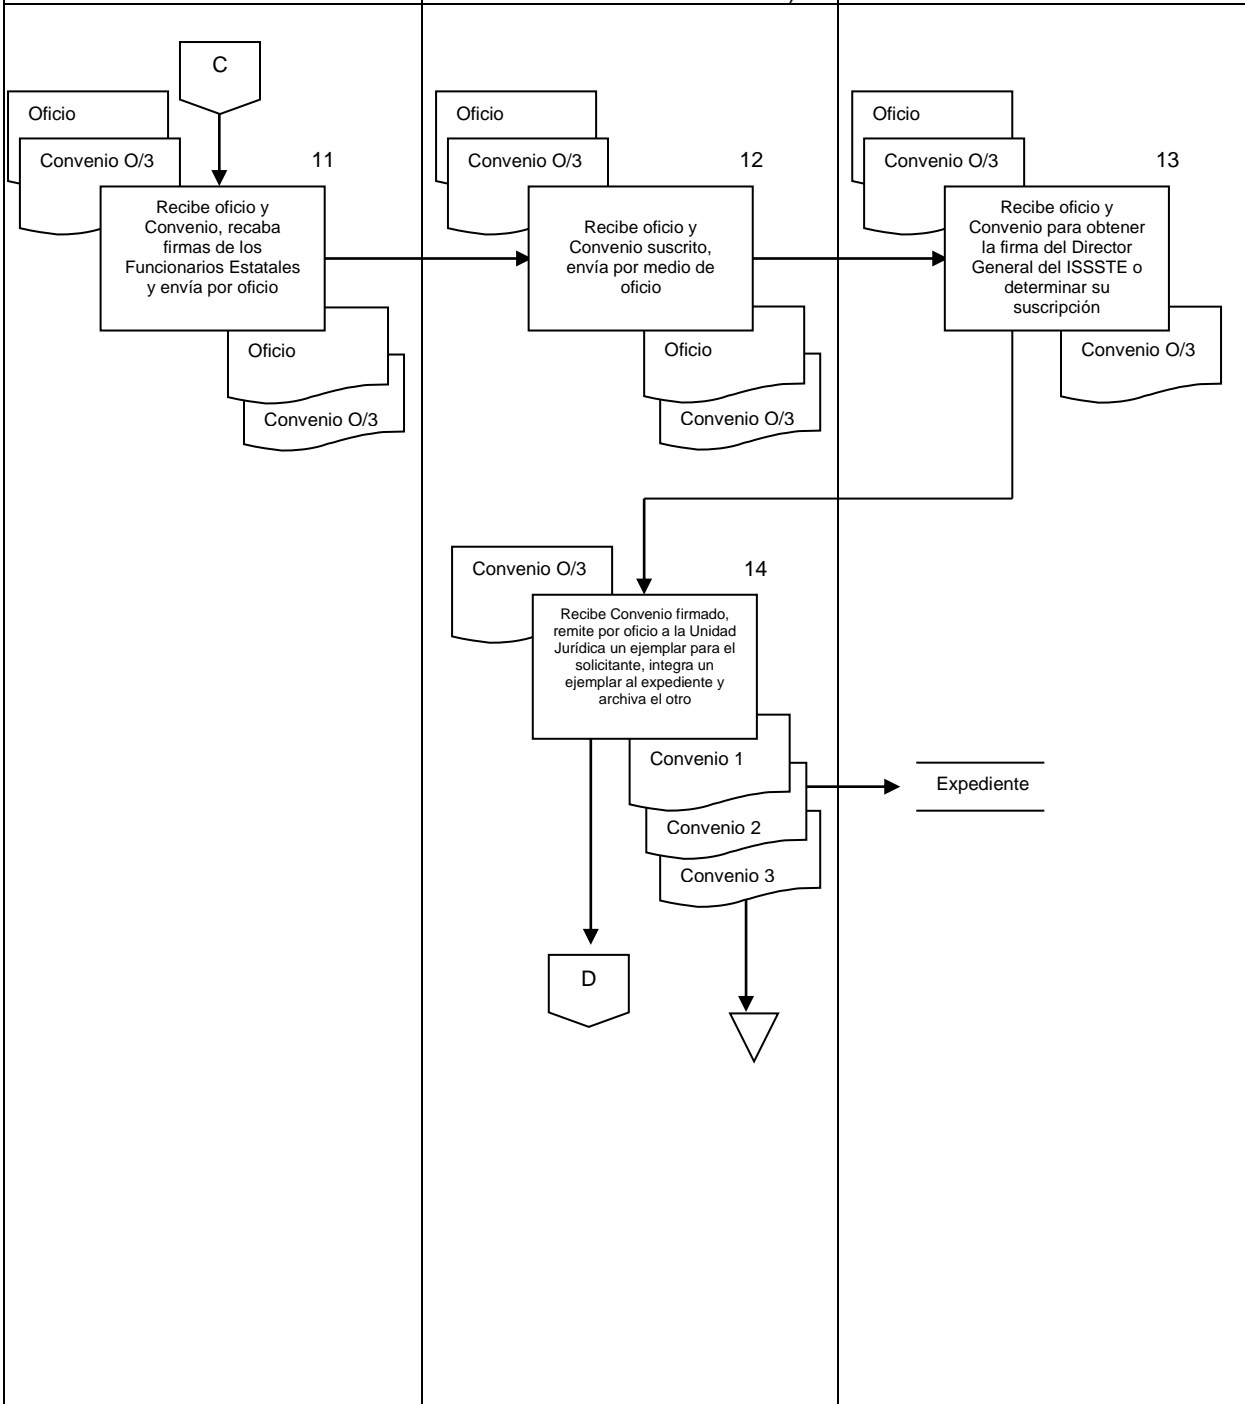 C
Oficio
Convenio O/3
11
Recibe oficio y
Convenio, recaba
firmas de los
Funcionarios Estatales
y envía por oficio
Oficio
Convenio O/3
Oficio
Convenio O/3
12
Recibe oficio y
Convenio suscrito,
envía por medio de
oficio
Oficio
Convenio O/3
Oficio
Convenio O/3
13
Recibe oficio y
Convenio para obtener
la firma del Director
General del ISSSTE o
determinar su
suscripción
Convenio O/3
Convenio O/3
14
Recibe Convenio firmado,
remite por oficio a la Unidad
Jurídica un ejemplar para el
solicitante, integra un
ejemplar al expediente y
archiva el otro
Convenio 1
Convenio 2
Convenio 3
Expediente
D